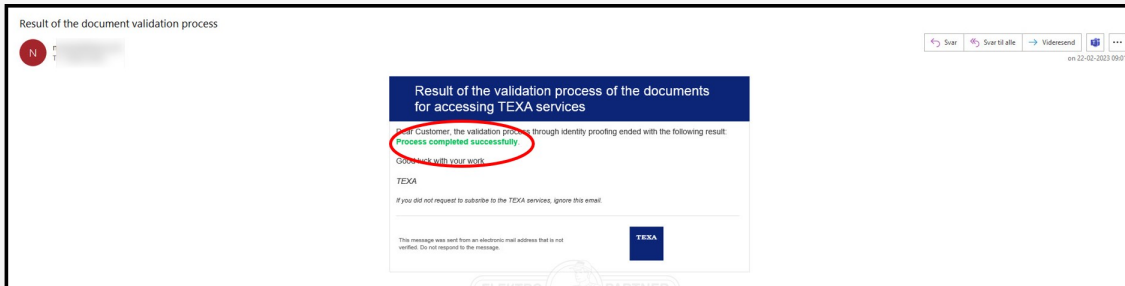 Result of the document validation process
N
Svar
Svar til alle
Videresend
on 22-02-2023 09:01
Result of the validation process of the documents
for accessing TEXA services
Dear Customer, the validation process through identity proofing ended with the following result:
Process completed successfully.
Good luck with your work
TEXA
If you did not request to subsribe to the TEXA services, ignore this email.
This message was sent from an electronic mail address that is not
verified. Do not respond to the message.
TEXA